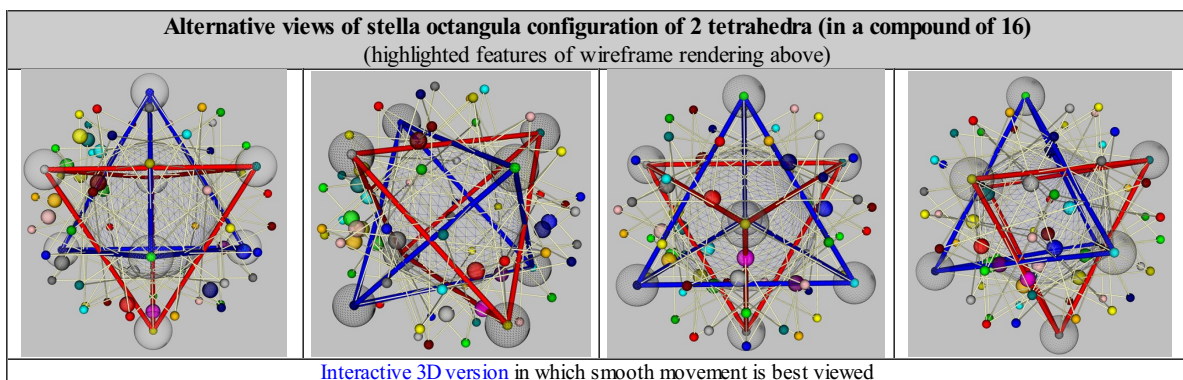 Alternative views of stella octangula configuration of 2 tetrahedra (in a compound of 16)
(highlighted features of wireframe rendering above)
Interactive 3D version in which smooth movement is best viewed